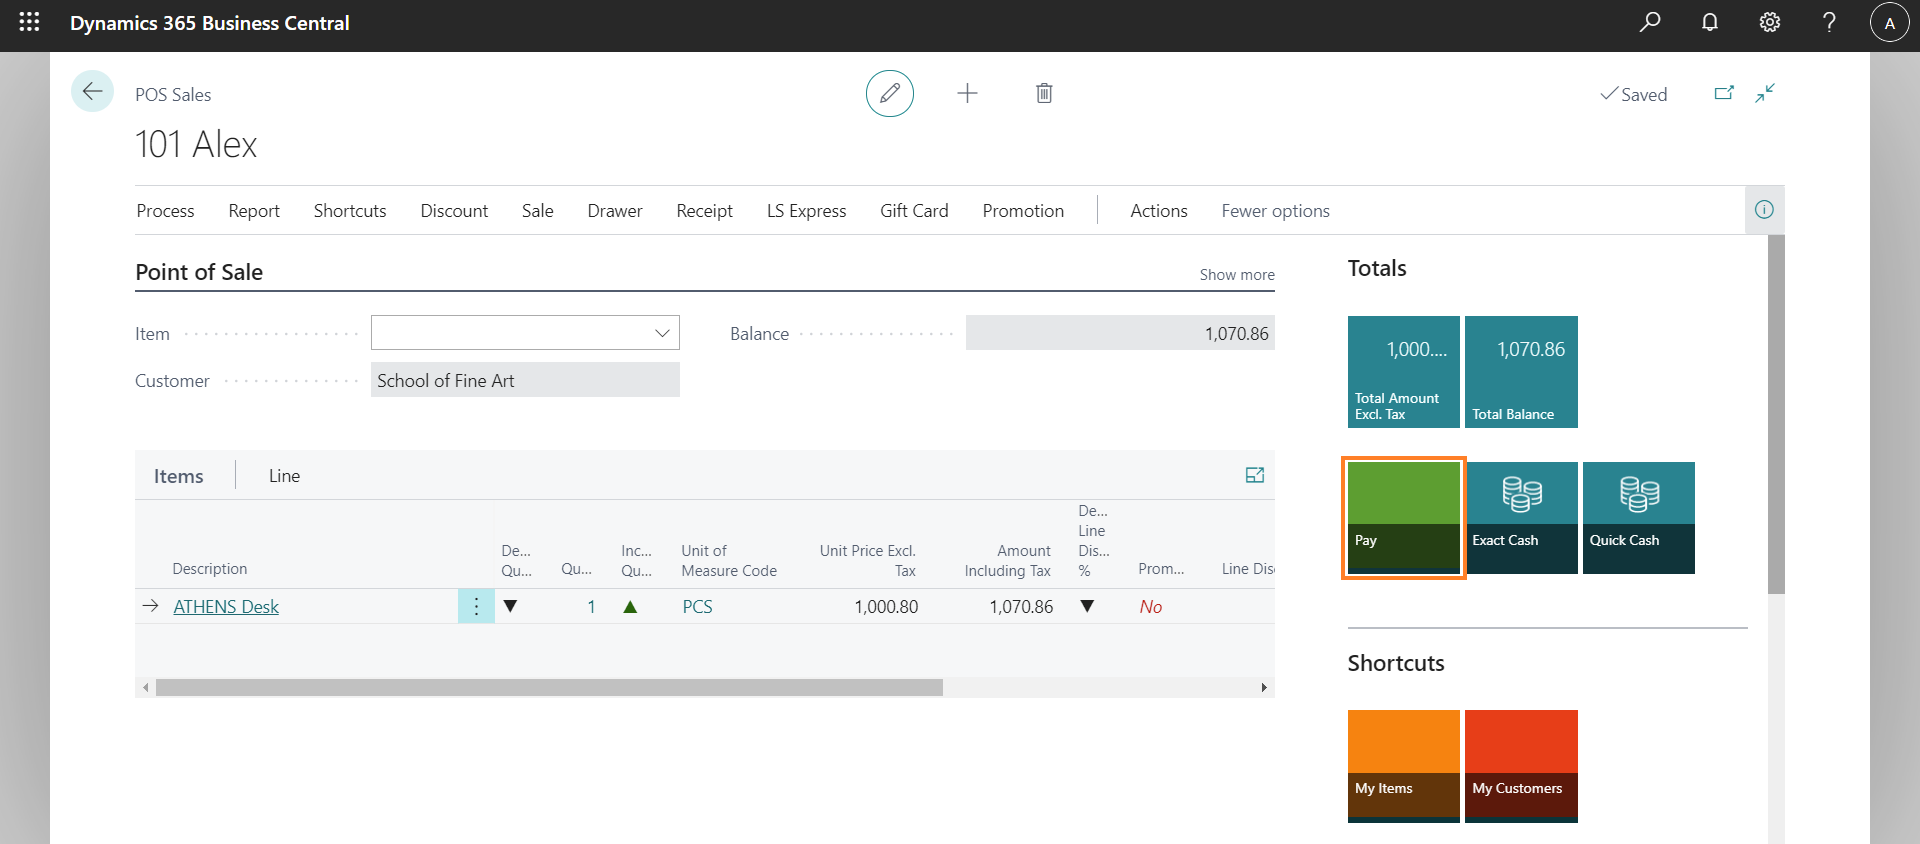 Dynamics 365 Business Central
A
POS Sales
Saved
101 Alex
Process Report Shortcuts Discount Sale Drawer Receipt LS Express Gift Card Promotion Actions Fewer options
Point of Sale
Show more
Item
Balance
1,070.86
Customer
School of Fine Art
Items
Line
Description
De...
Qu...
Qu...
Inc...
Qu...
Unit of
Measure Code
Unit Price Excl.
Tax
Amount
Including Tax
De...
Line
Dis...
%
Prom...
Line Disc
ATHENS Desk
1
PCS
1,000.80
1,070.86
No
Totals
1,000....
Total Amount
Excl. Tax
1,070.86
Total Balance
Pay
Exact Cash
Quick Cash
Shortcuts
My Items
My Customers